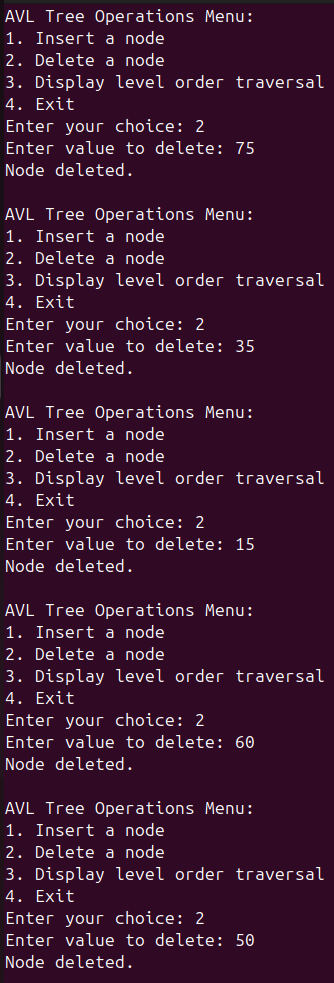 AVL Tree Operations Menu:
1. Insert a node
2. Delete a node
3. Display level order traversal
4. Exit
Enter your choice: 2
Enter value to delete: 75
Node deleted.

AVL Tree Operations Menu:
1. Insert a node
2. Delete a node
3. Display level order traversal
4. Exit
Enter your choice: 2
Enter value to delete: 35
Node deleted.

AVL Tree Operations Menu:
1. Insert a node
2. Delete a node
3. Display level order traversal
4. Exit
Enter your choice: 2
Enter value to delete: 15
Node deleted.

AVL Tree Operations Menu:
1. Insert a node
2. Delete a node
3. Display level order traversal
4. Exit
Enter your choice: 2
Enter value to delete: 60
Node deleted.

AVL Tree Operations Menu:
1. Insert a node
2. Delete a node
3. Display level order traversal
4. Exit
Enter your choice: 2
Enter value to delete: 50
Node deleted.